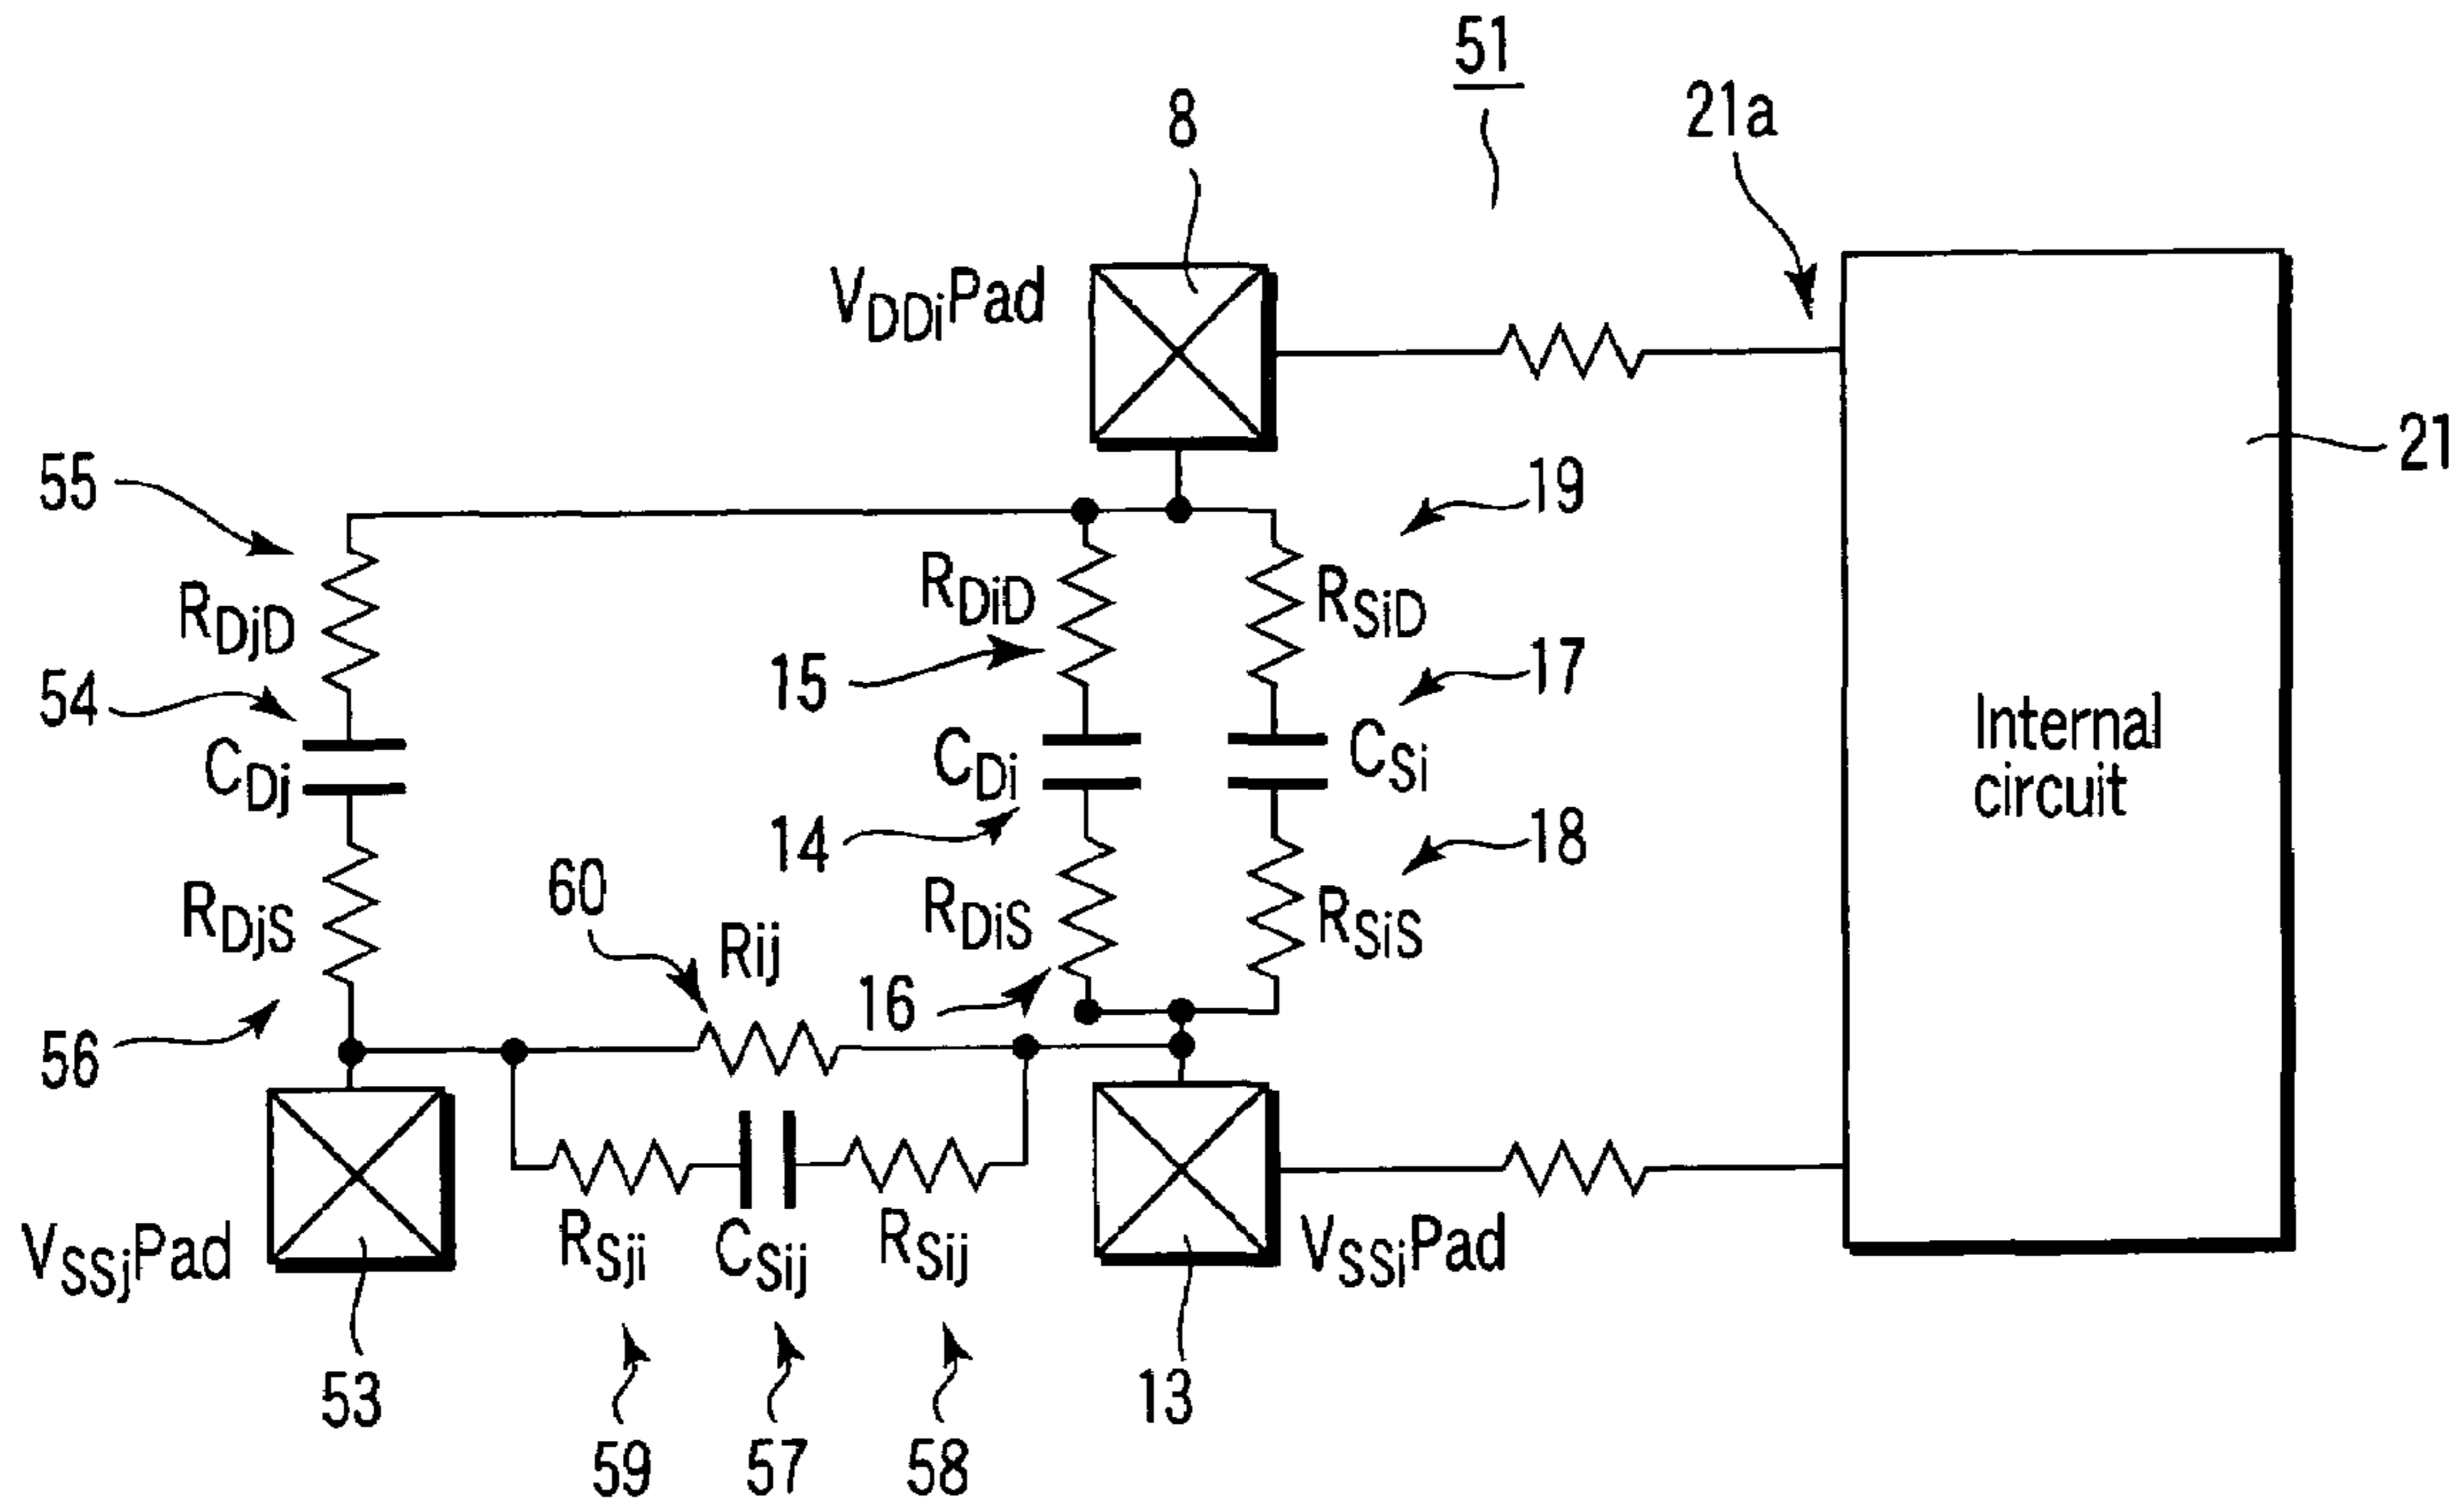 51
8
21a
VDDiPad
21
55
19
RDjD
RDiD
RSiD
15
17
54
CDj
CDi
CSi
Internal
circuit
14
18
60
RDjS
RDiS
RSiS
Rij
16
56
VSSjPad
RSji
CSij
RSij
VSSiPad
53
13
59
57
58